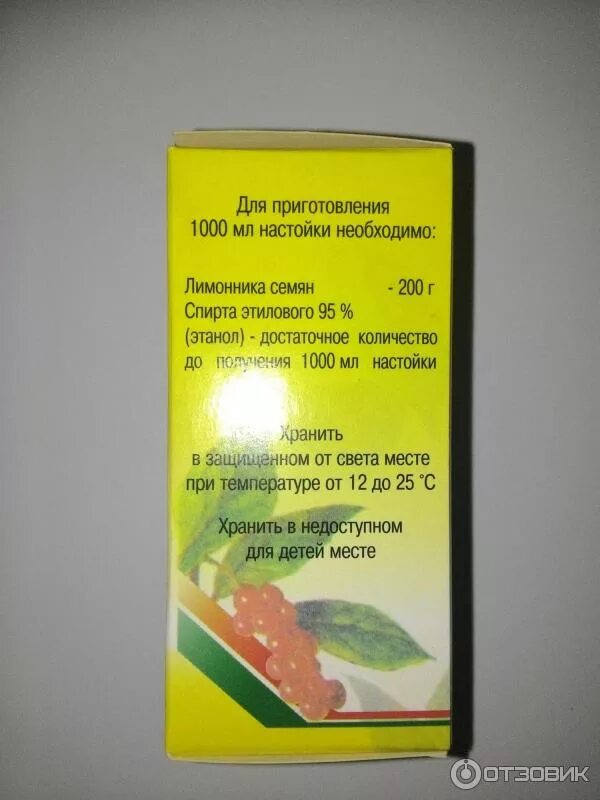 Для приготовления
1000 мл настойки необходимо:
Лимонника семян - 200 г
Спирта этилового 95 %
(этанол) - достаточное количество
до получения 1000 мл настойки
Хранить
в защищенном от света месте
при температуре от 12 до 25 °С
Хранить в недоступном
для детей месте
ОТЗОВИК